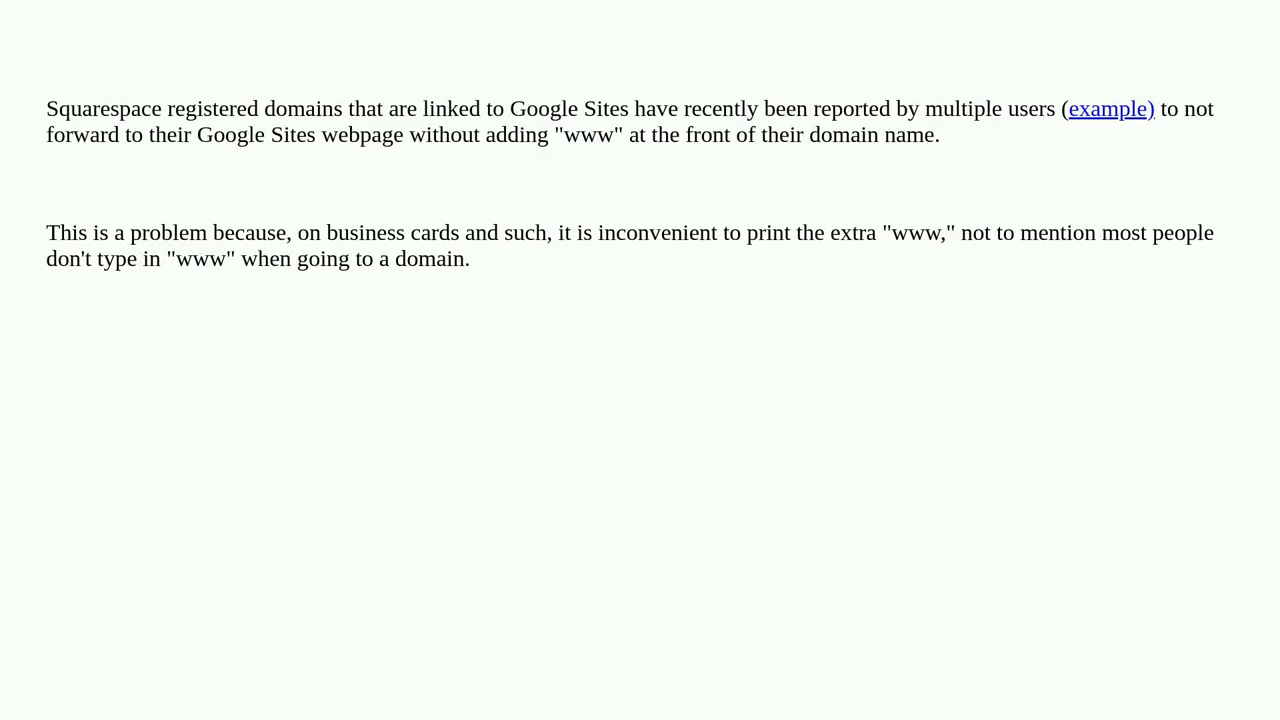 Squarespace registered domains that are linked to Google Sites have recently been reported by multiple users (example) to not
forward to their Google Sites webpage without adding "www" at the front of their domain name.
This is a problem because, on business cards and such, it is inconvenient to print the extra "www," not to mention most people
don't type in "www" when going to a domain.